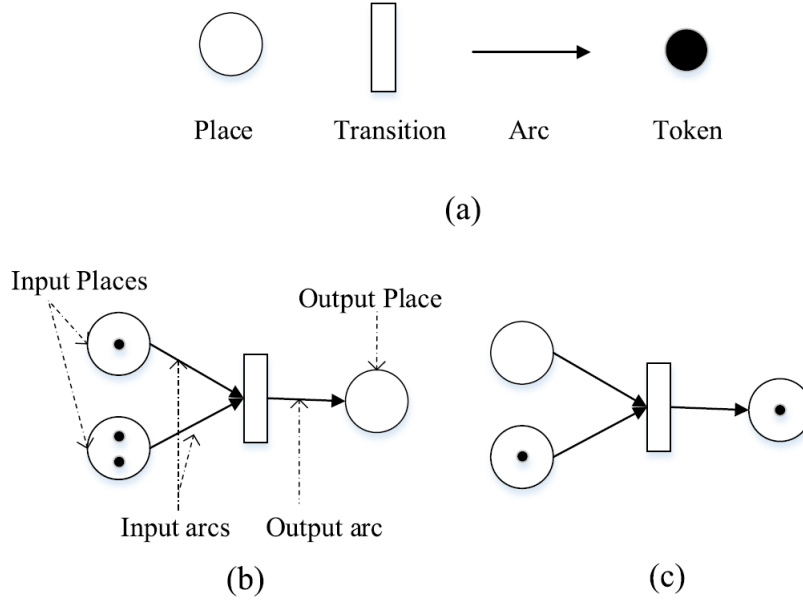 Place Transition Arc Token
(a)
Input Places
Output Place
Input arcs Output arc
(b) (c)